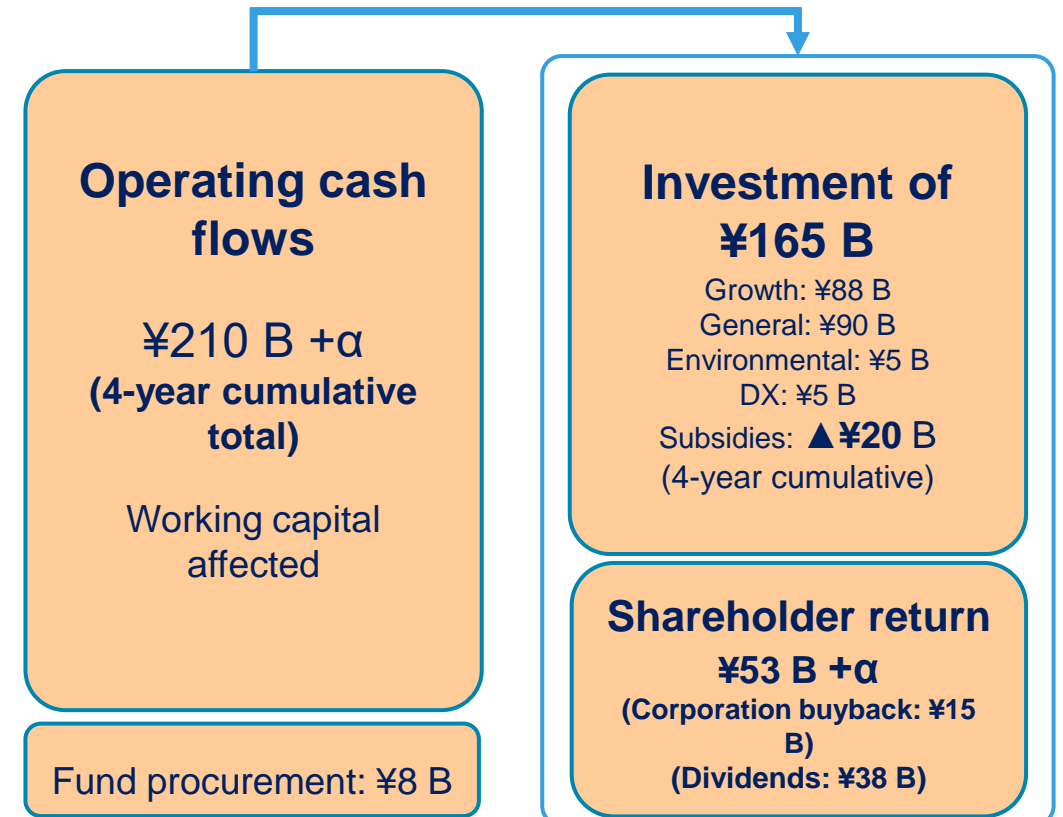 Operating cash
flows
¥210 B +α
(4-year cumulative
total)
Working capital
affected
Fund procurement: ¥8 B
Investment of
¥165 B
Growth: ¥88 B
General: ¥90 B
Environmental: ¥5 B
DX: ¥5 B
Subsidies: ▲¥20 B
(4-year cumulative)
Shareholder return
¥53 B +α
(Corporation buyback: ¥15
B)
(Dividends: ¥38 B)